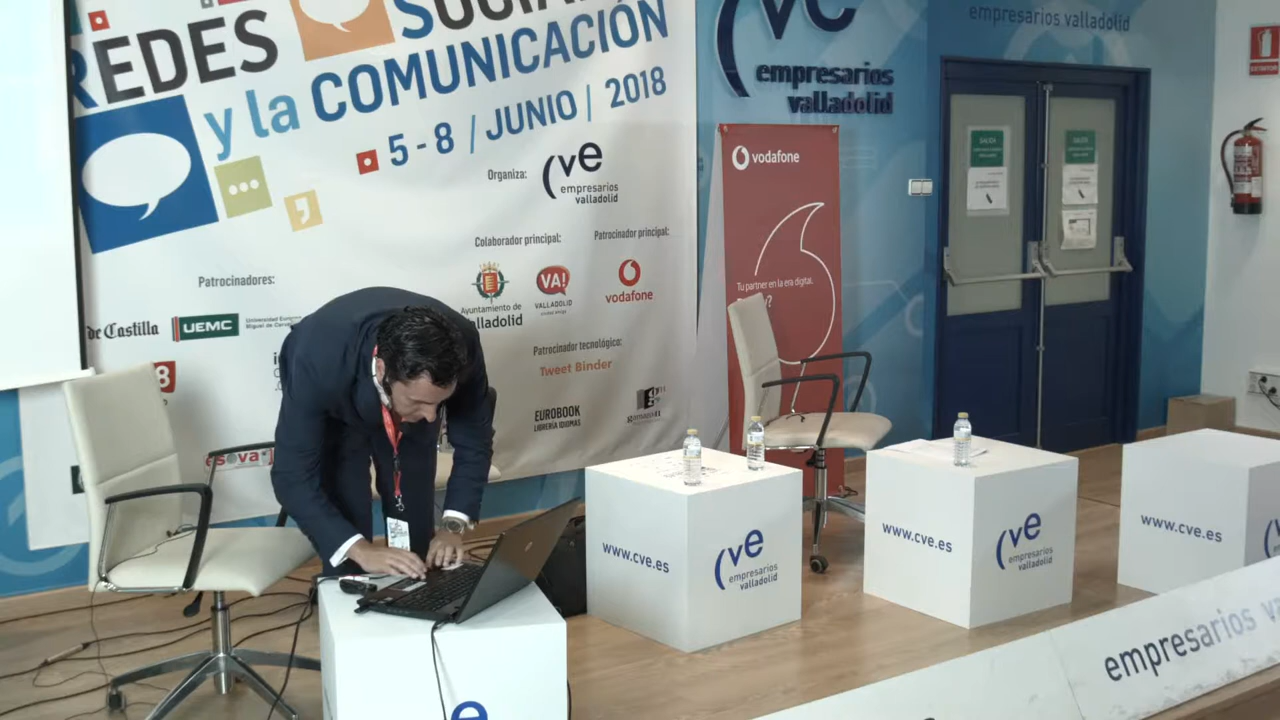 REDES
y la COMUNICACIÓN
5-8 / JUNIO / 2018
Organiza:
cve
empresarios
valladolid
Colaborador principal:
Patrocinador principal:
Ayuntamiento de
Valladolid
VA!
VALLADOLID
vodafone
Patrocinadores:
de Castilla
UEMC
Patrocinador tecnológico:
Tweet Binder
EUROBOOK
LIBRERÍA IDIOMAS
8
cve
empresarios
valladolid
empresarios valladolid
vodafone
Tu partner en la era digital.
SALIDA
www.cve.es
cve
empresarios
valladolid
www.cve.es
cve
empresarios
valladolid
www.cve.es
e
empresarios